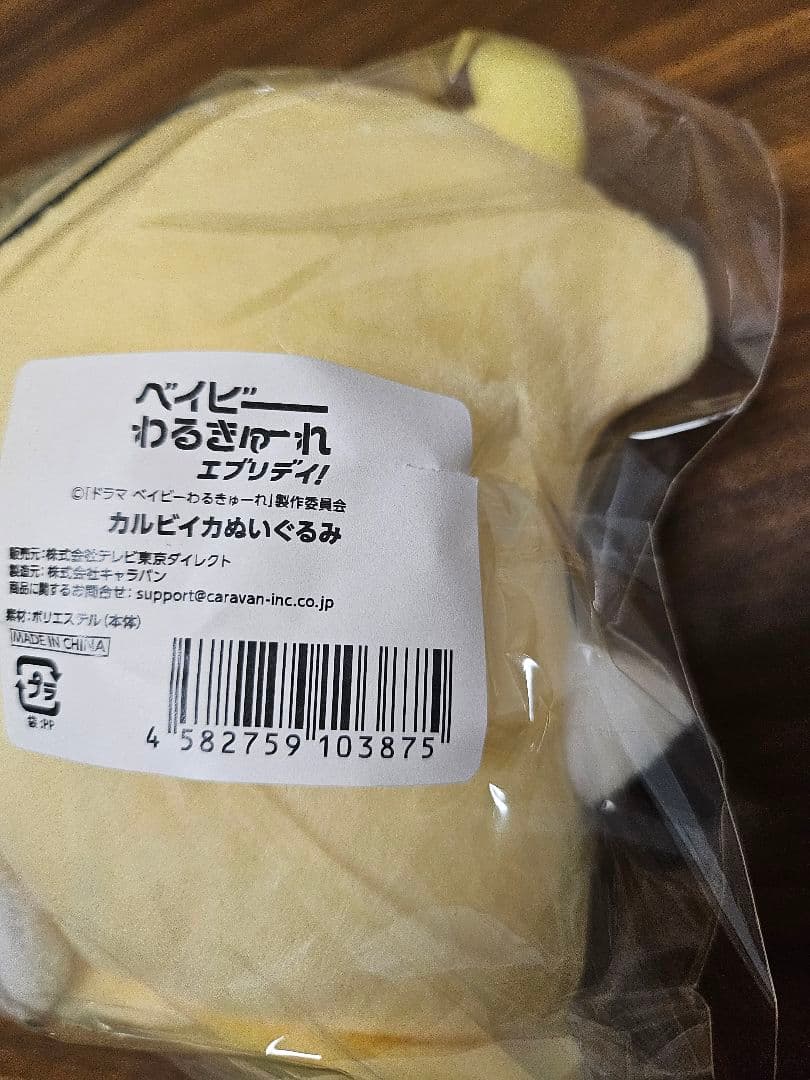 ベイビー
わるきゅーれ
エブリデイ!
©「ドラマ ベイビーわるきゅーれ」製作委員会
カルビイカぬいぐるみ
販売元:株式会社テレビ東京ダイレクト
製造元:株式会社キャラバン
商品に関するお問合せ:support@caravan-inc.co.jp
素材:ポリエステル(本体)
MADE IN CHINA
プラ
袋:PP
4 582759 103875